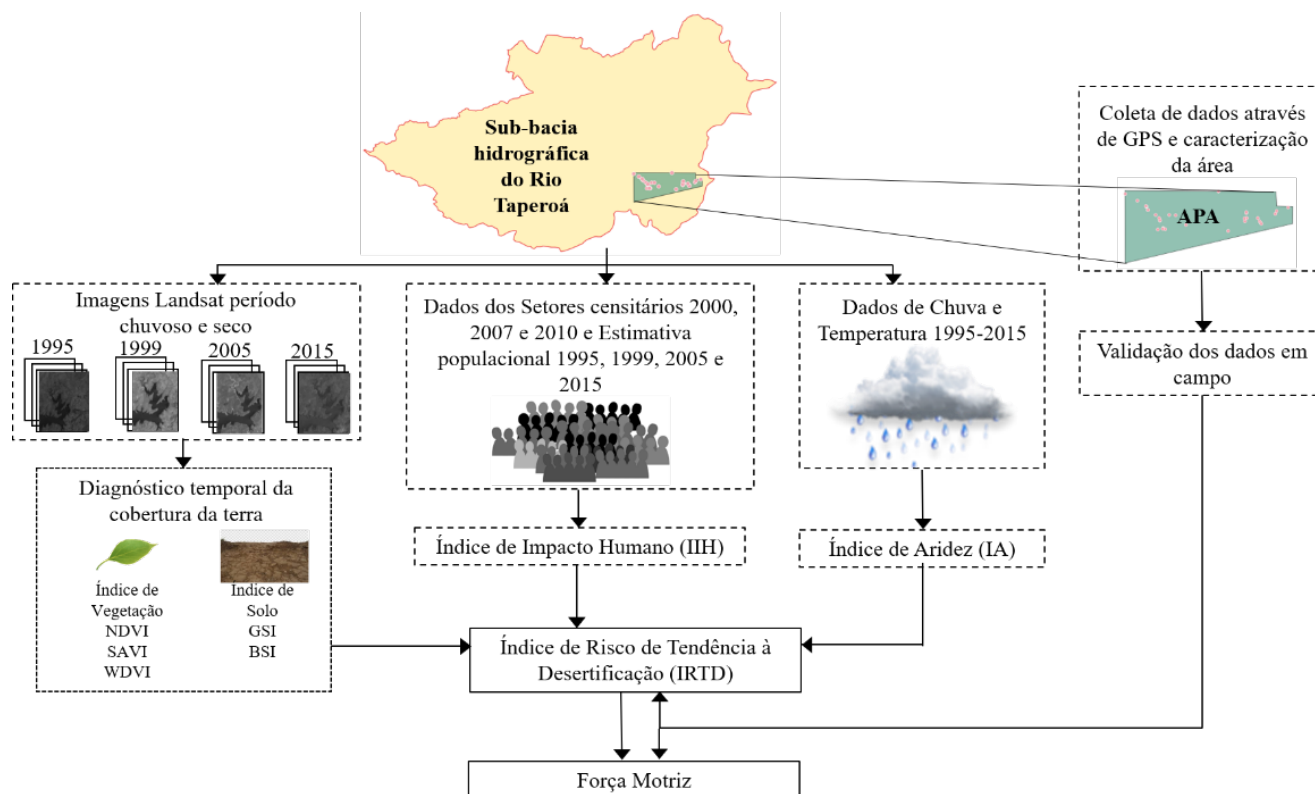 Sub-bacia
hidrográfica
do Rio
Taperoá
Coleta de dados através
de GPS e caracterização
da área
APA
Imagens Landsat período
chuvoso e seco
1995
1999
2005
2015
Dados dos Setores censitários 2000,
2007 e 2010 e Estimativa
populacional 1995, 1999, 2005 e
2015
Dados de Chuva e
Temperatura 1995-2015
Validação dos dados em
campo
Diagnóstico temporal da
cobertura da terra
Índice de
Vegetação
NDVI
SAVI
WDVI
Índice de
Solo
GSI
BSI
Índice de Impacto Humano (IIH)
Índice de Aridez (IA)
Índice de Risco de Tendência à
Desertificação (IRTD)
Força Motriz